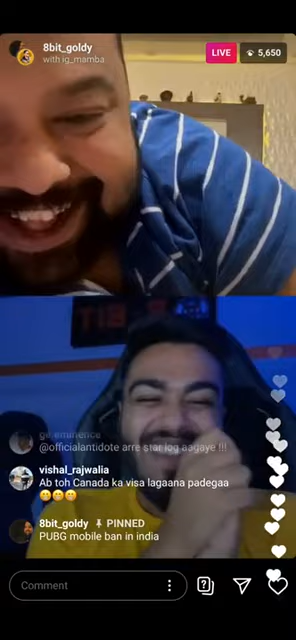 8bit_goldy
with ig_mamba
LIVE
5,650
@officialantidote arre star log aagaye !!!
vishal_rajwalia
Ab toh Canada ka visa lagaana padegaa
8bit_goldy PINNED
PUBG mobile ban in india
Comment